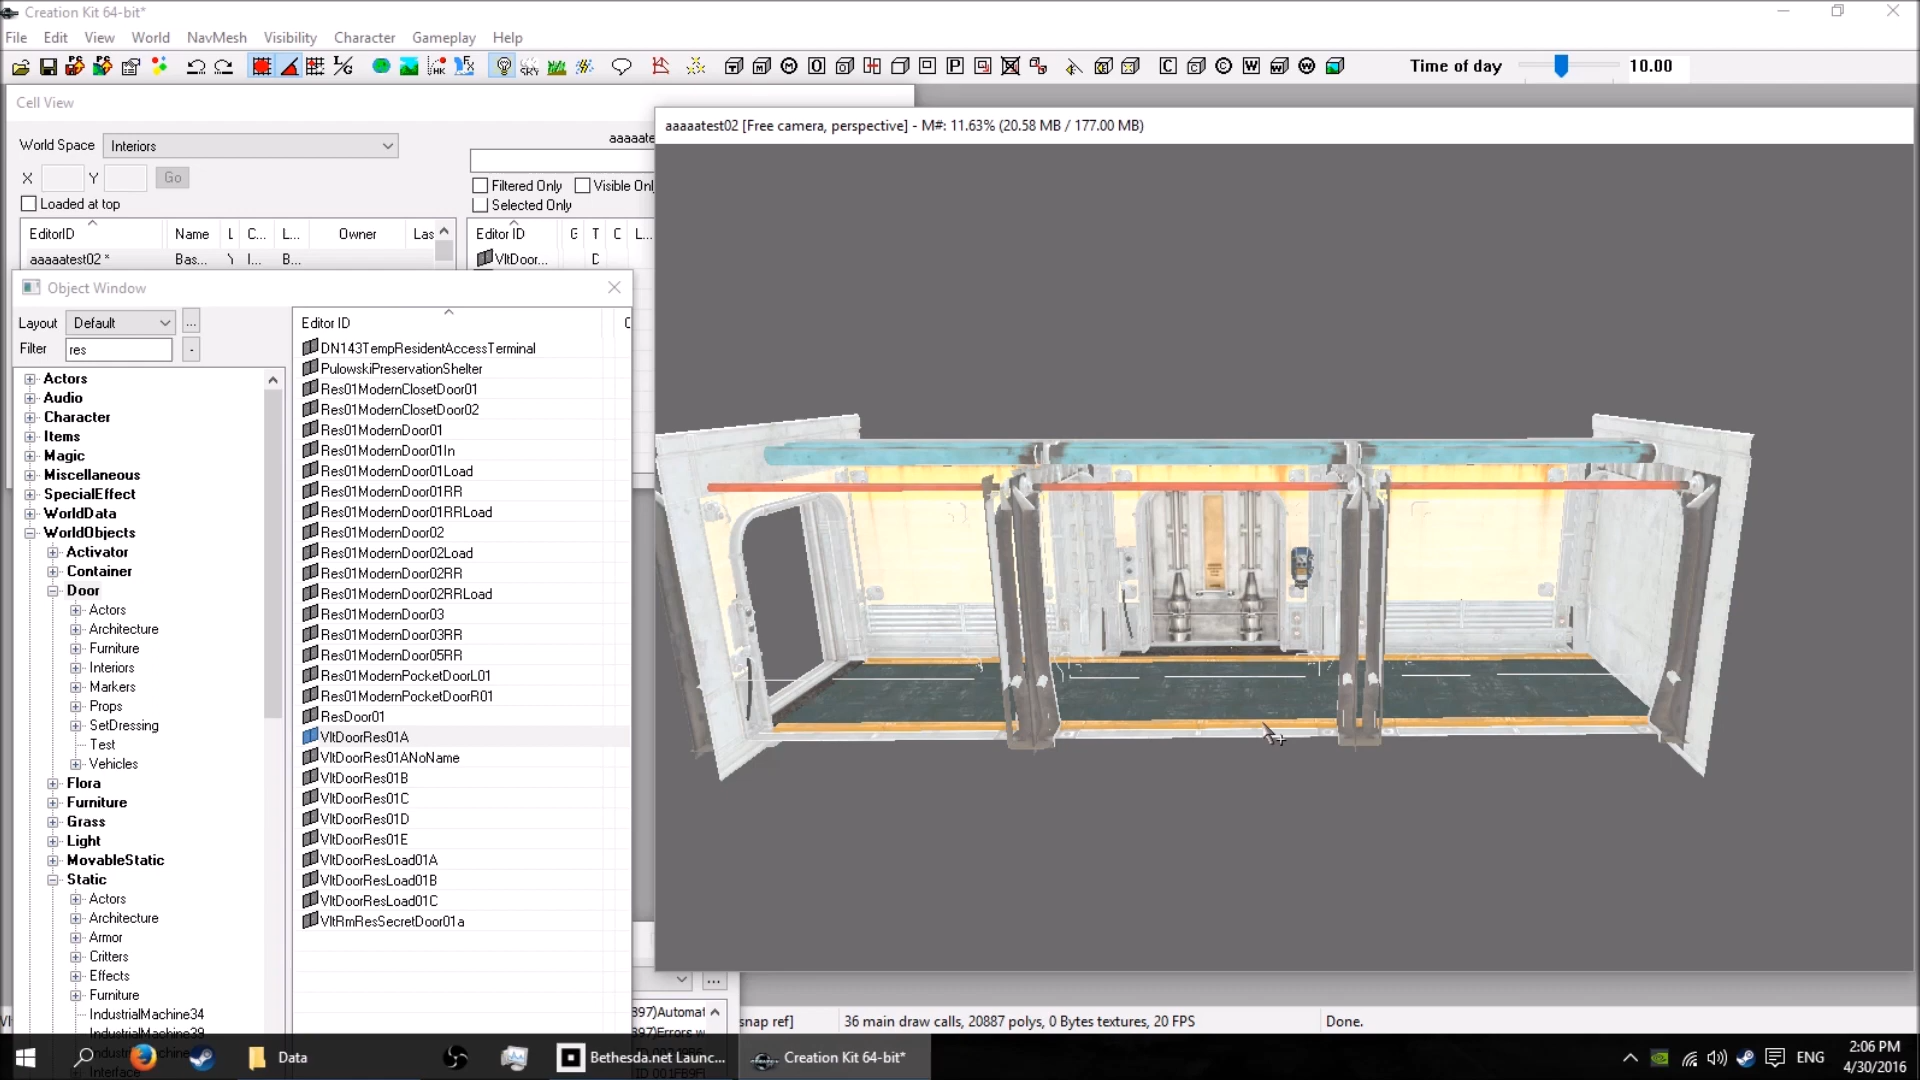 Creation Kit 64-bit*
File Edit View World NavMesh Visibility Character Gameplay Help
Time of day 10.00
Cell View
World Space Interiors
X Y Go
Loaded at top
Filtered Only
Selected Only
EditorID Name L C... L... Owner
aaaaatest02 * Bas... I... B...
Editor ID G T C L...
VltDoor... D
aaaaatest02 [Free camera, perspective] - M#: 11.63% (20.58 MB / 177.00 MB)
Object Window
Layout Default ...
Filter res -
Actors
Audio
Character
Items
Magic
Miscellaneous
SpecialEffect
WorldData
WorldObjects
Activator
Container
Door
Actors
Architecture
Furniture
Interiors
Markers
Props
SetDressing
Test
Vehicles
Flora
Furniture
Grass
Light
MovableStatic
Static
Actors
Architecture
Armor
Critters
Effects
Furniture
IndustrialMachine34
IndustrialMachine39
Editor ID
DN143TempResidentAccessTerminal
PulowskiPreservationShelter
Res01ModernClosetDoor01
Res01ModernClosetDoor02
Res01ModernDoor01
Res01ModernDoor01In
Res01ModernDoor01Load
Res01ModernDoor01RR
Res01ModernDoor01RRLoad
Res01ModernDoor02
Res01ModernDoor02Load
Res01ModernDoor02RR
Res01ModernDoor02RRLoad
Res01ModernDoor03
Res01ModernDoor03RR
Res01ModernDoor05RR
Res01ModernPocketDoorL01
Res01ModernPocketDoorR01
ResDoor01
VltDoorRes01A
VltDoorRes01ANoName
VltDoorRes01B
VltDoorRes01C
VltDoorRes01D
VltDoorRes01E
VltDoorResLoad01A
VltDoorResLoad01B
VltDoorResLoad01C
VltRmResSecretDoor01a
snap ref] 36 main draw calls, 20887 polys, 0 Bytes textures, 20 FPS Done.
Data Bethesda.net Launc... Creation Kit 64-bit* ENG
2:06 PM
4/30/2016